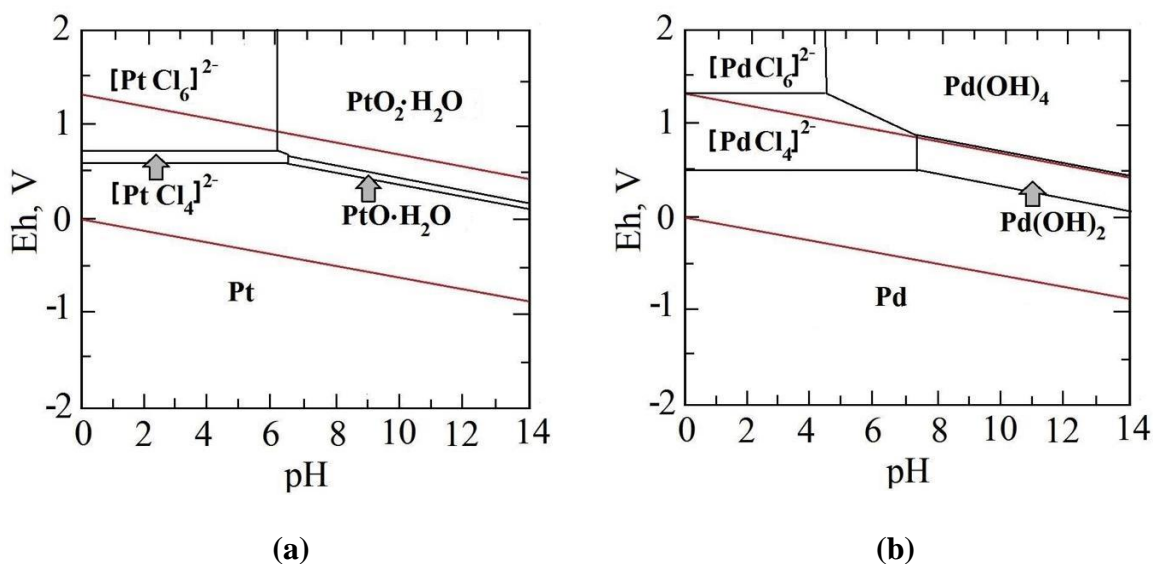 2
1
0
-1
-2
Eh, V
[Pt Cl₆]²⁻
PtO₂·H₂O
[Pt Cl₄]²⁻
PtO·H₂O
Pt
0 2 4 6 8 10 12 14
pH
(a)
2
1
0
-1
-2
Eh, V
[Pd Cl₆]²⁻
Pd(OH)₄
[Pd Cl₄]²⁻
Pd(OH)₂
Pd
0 2 4 6 8 10 12 14
pH
(b)